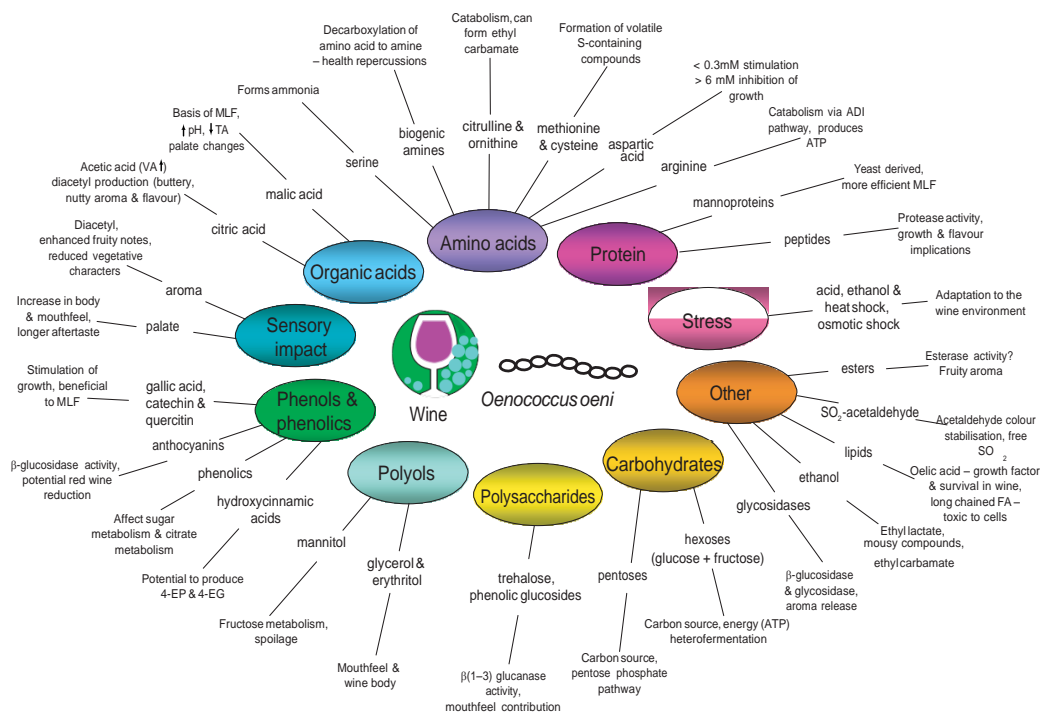 Decarboxylation of
amino acid to amine
– health repercussions)
Catabolism, can
form ethyl
carbamate
Formation of volatile
S-containing
compounds
< 0.3mM stimulation
> 6 mM inhibition of
growth
Catabolism via ADI
pathway, produces
ATP
Forms ammonia
Basis of MLF,
↑pH, ↓TA
palate changes
Acetic acid (VA↑)
diacetyl production (buttery,
nutty aroma & flavour)
Diacetyl,
enhanced fruity notes,
reduced vegetative
characters
Increase in body
& mouthfeel,
longer aftertaste
Stimulation of
growth, beneficial
to MLF
β-glucosidase activity,
potential red wine
reduction
Affect sugar
metabolism & citrate
metabolism
Potential to produce
4-EP & 4-EG
Fructose metabolism,
spoilage
Mouthfeel &
wine body
β(1–3) glucanase
activity,
mouthfeel contribution
Carbon source,
pentose phosphate
pathway
Carbon source, energy (ATP)
heterofermentation
β-glucosidase
& glycosidase,
aroma release
Ethyl lactate,
mousy compounds,
ethyl carbamate
Oelic acid – growth factor
& survival in wine,
long chained FA –
toxic to cells
Acetaldehyde colour
stabilisation, free
SO2
Esterase activity?
Fruity aroma
Adaptation to the
wine environment
Protease activity,
growth & flavour
implications
Yeast derived,
more efficient MLF
biogenic
amines
citrulline &
ornithine
methionine
& cysteine
aspartic
acid
arginine
serine
malic acid
citric acid
aroma
palate
gallic acid,
catechin &
quercitin
anthocyanins
phenolics
hydroxycinnamic
acids
mannitol
glycerol &
erythritol
trehalose,
phenolic glucosides
pentoses
hexoses
(glucose + fructose)
glycosidases
ethanol
lipids
SO2-acetaldehyde
esters
acid, ethanol &
heat shock,
osmotic shock
peptides
mannoproteins
Amino acids
Protein
Organic acids
Stress
Sensory
impact
Other
Phenols &
phenolics
Carbohydrates
Polyols
Polysaccharides
Wine
Oenococcus oeni